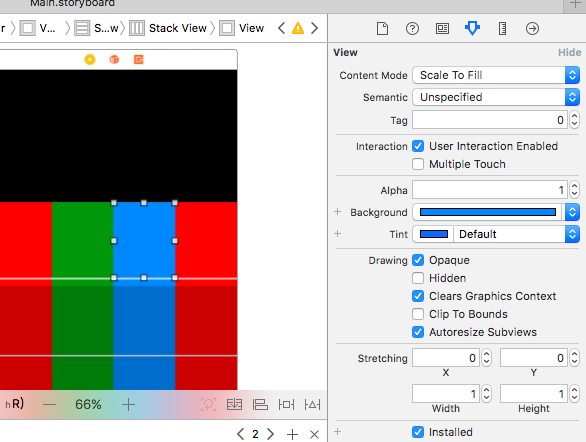 Main.storyboard
r V... S...w) Stack View View
View Hide
Content Mode Scale To Fill
Semantic Unspecified
Tag 0
Interaction User Interaction Enabled
Multiple Touch
Alpha 1
Background
Tint Default
Drawing Opaque
Hidden
Clears Graphics Context
Clip To Bounds
Autoresize Subviews
Stretching 0 0
X Y
1 1
Width Height
Installed
R) 66%
2